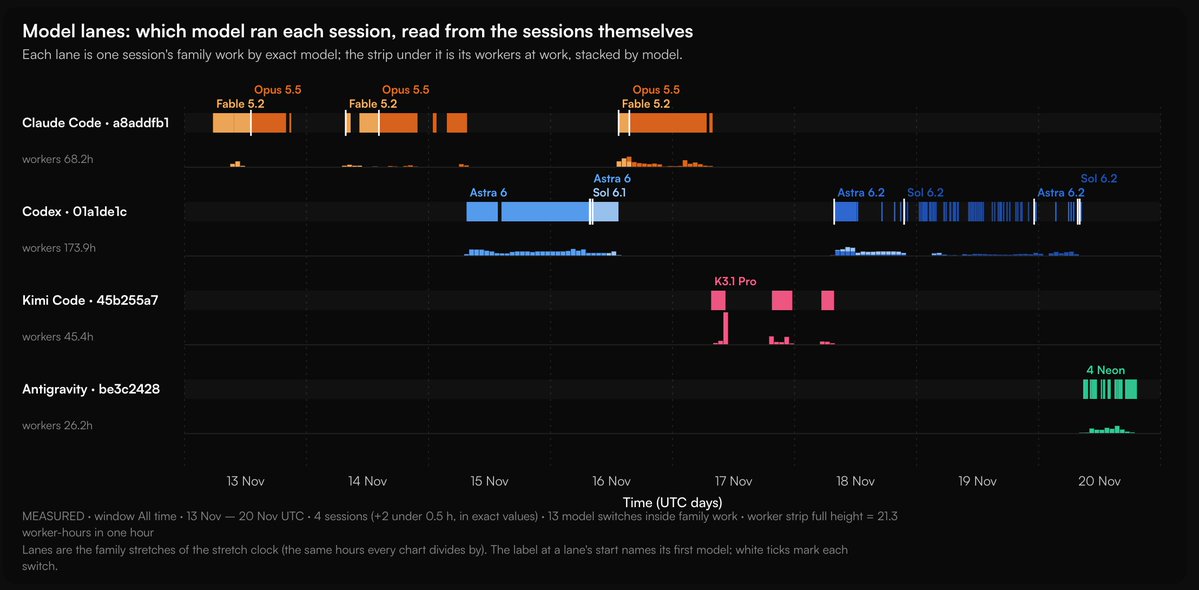 Model lanes: which model ran each session, read from the sessions themselves
Each lane is one session's family work by exact model; the strip under it is its workers at work, stacked by model.
Opus 5.5
Opus 5.5
Opus 5.5
Fable 5.2
Fable 5.2
Fable 5.2
Claude Code · a8addfb1
workers 68.2h
Astra 6
Sol 6.2
Astra 6
Sol 6.1
Astra 6.2
Sol 6.2
Astra 6.2
Codex · 01a1de1c
workers 173.9h
K3.1 Pro
Kimi Code · 45b255a7
workers 45.4h
4 Neon
Antigravity · be3c2428
workers 26.2h
13 Nov
14 Nov
15 Nov
16 Nov
17 Nov
18 Nov
19 Nov
20 Nov
Time (UTC days)
MEASURED · window All time · 13 Nov — 20 Nov UTC · 4 sessions (+2 under 0.5 h, in exact values) · 13 model switches inside family work · worker strip full height = 21.3
worker-hours in one hour
Lanes are the family stretches of the stretch clock (the same hours every chart divides by). The label at a lane's start names its first model; white ticks mark each
switch.